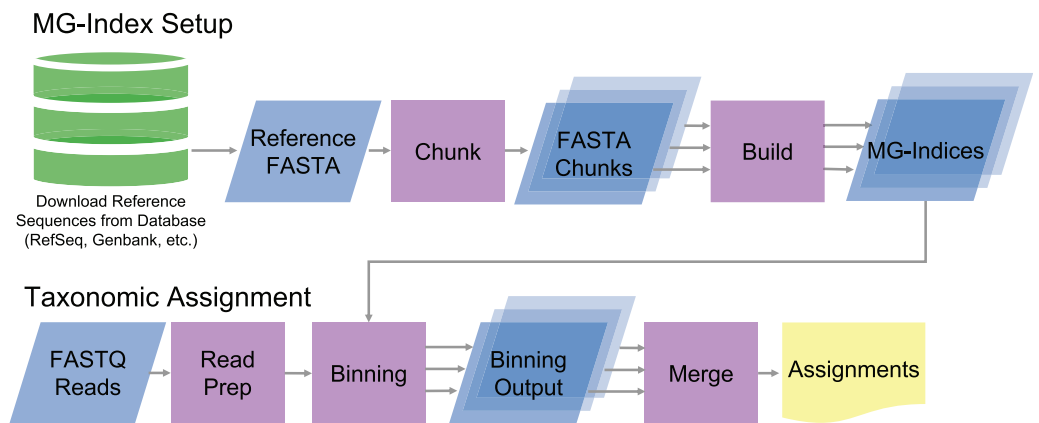 MG-Index Setup
Download Reference
Sequences from Database
(RefSeq, Genbank, etc.)
Reference
FASTA
Chunk
FASTA
Chunks
Build
MG-Indices
Taxonomic Assignment
FASTQ
Reads
Read
Prep
Binning
Binning
Output
Merge
Assignments